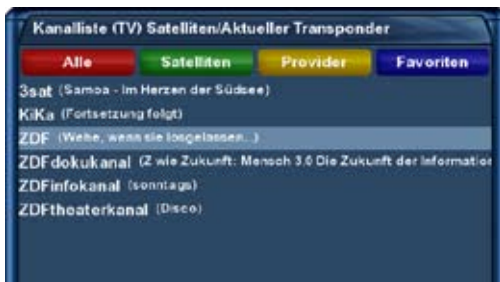 Kanalliste (TV) Satelliten/Aktueller Transponder
Alle Satelliten Provider Favoriten
3sat (Samoa - Im Herzen der Südsee)
KiKa (Fortsetzung folgt)
ZDF (Wehe, wenn sie losgelassen...)
ZDFdokukanal (Z wie Zukunft: Mensch 3.0 Die Zukunft der Information
ZDFinfokanal (sonntags)
ZDFtheaterkanal (Disco)